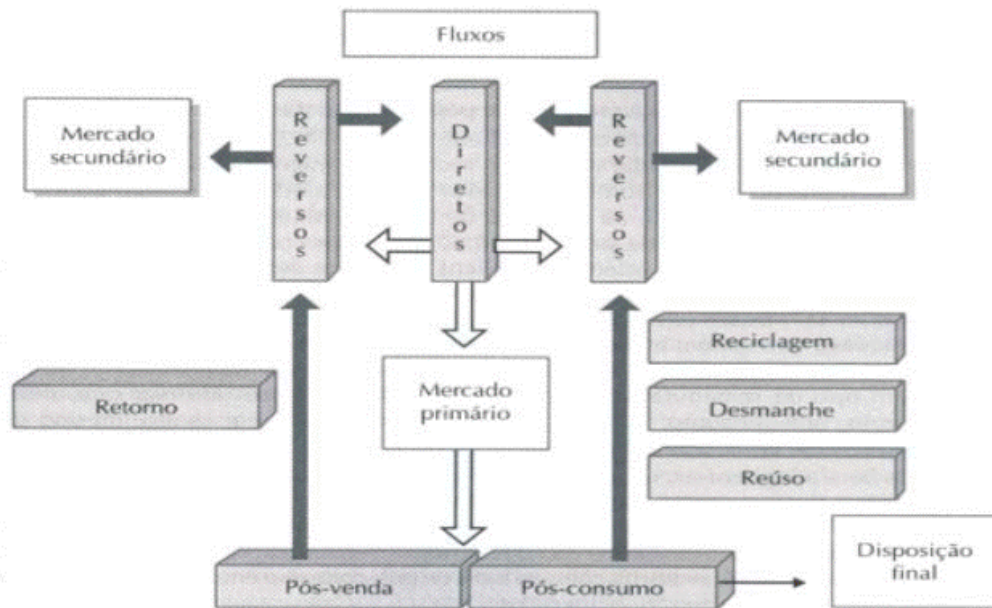 Fluxos
Mercado
secundário
Reversos
Diretos
Reversos
Mercado
secundário
Retorno
Mercado
primário
Reciclagem
Desmanche
Reúso
Pós-venda
Pós-consumo
Disposição
final